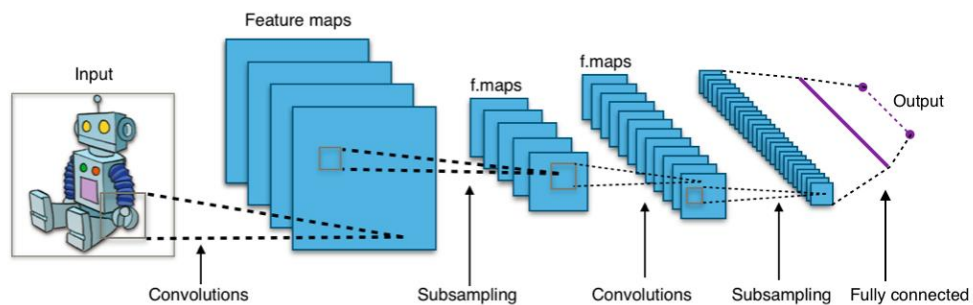 Feature maps
Input
f.maps
f.maps
Output
Convolutions
Subsampling
Convolutions
Subsampling
Fully connected